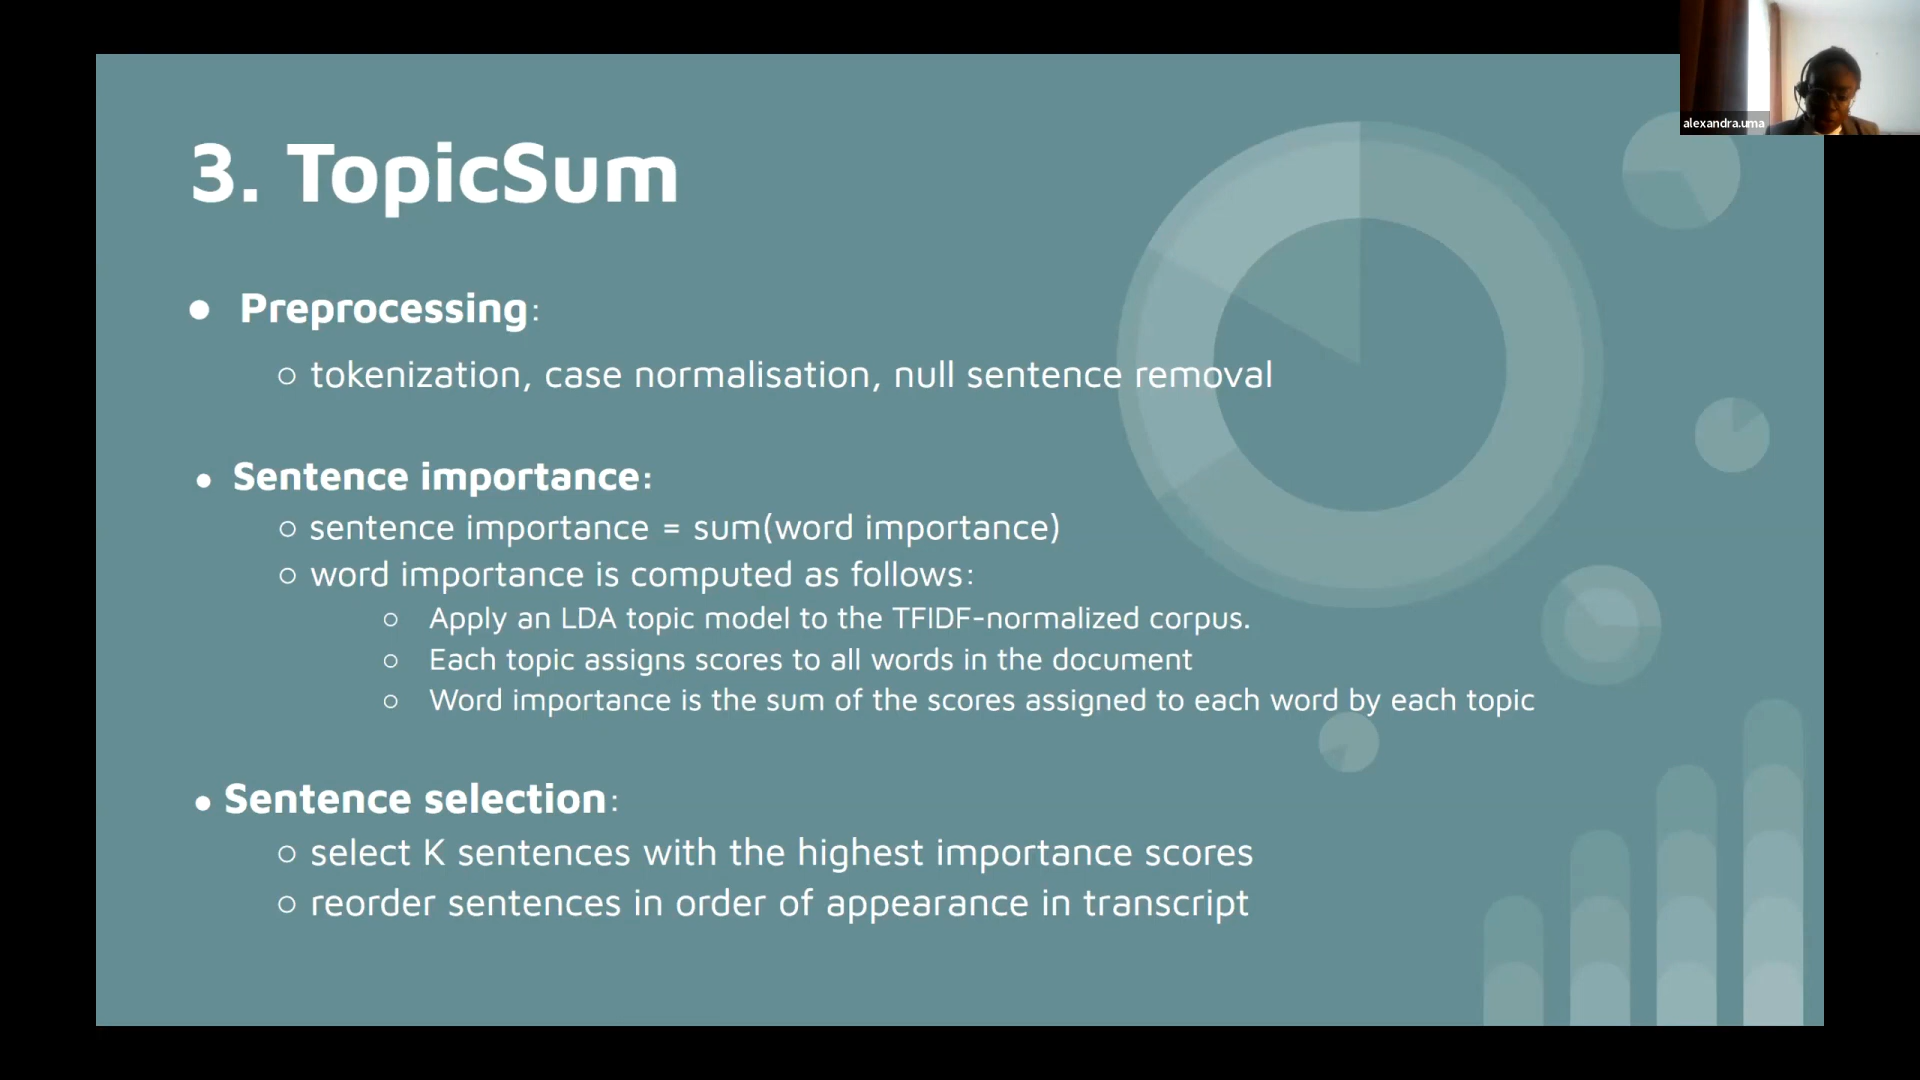 alexandra.uma
3. TopicSum
● Preprocessing:
○ tokenization, case normalisation, null sentence removal
● Sentence importance:
○ sentence importance = sum(word importance)
○ word importance is computed as follows:
○ Apply an LDA topic model to the TFIDF-normalized corpus.
○ Each topic assigns scores to all words in the document
○ Word importance is the sum of the scores assigned to each word by each topic
● Sentence selection:
○ select K sentences with the highest importance scores
○ reorder sentences in order of appearance in transcript